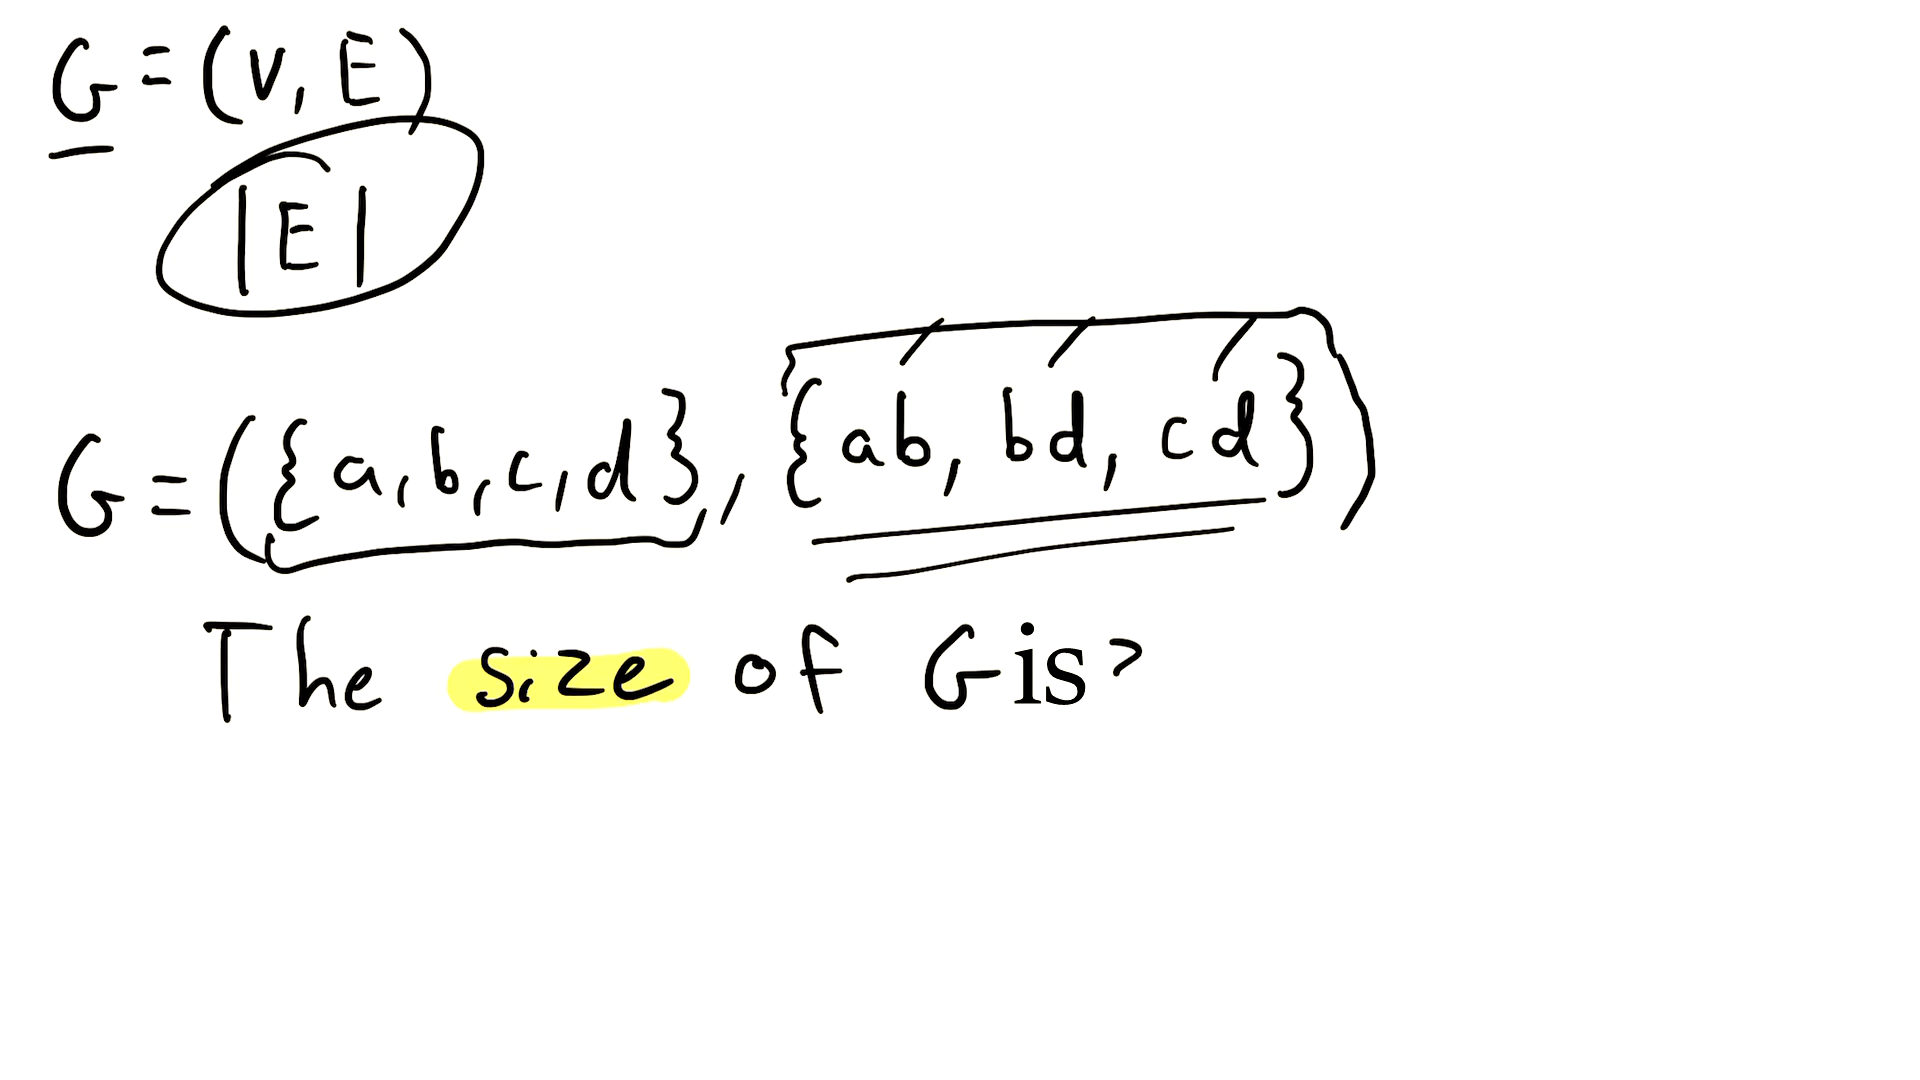 G = (V, E)
|E|
G = ({a, b, c, d}, {ab, bd, cd})
The size of G is?